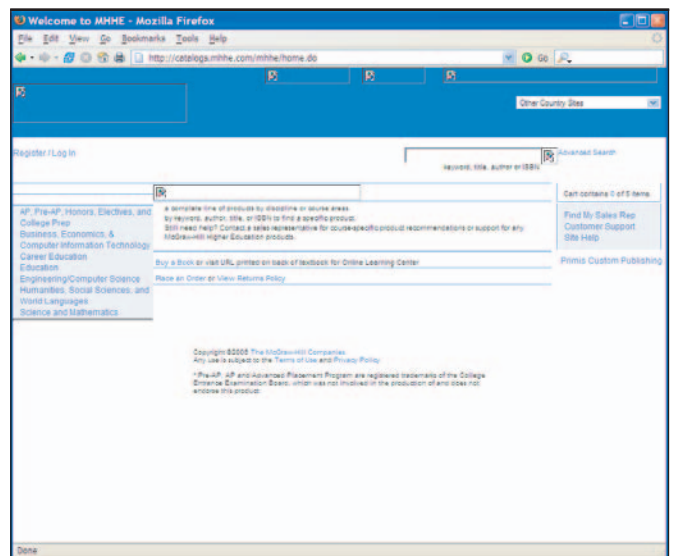 Welcome to MHHE - Mozilla Firefox
File Edit View Go Bookmarks Tools Help
http://catalogs.mhhe.com/mhhe/home.do
Go
Other Country Sites
Register / Log In
Advanced Search
keyword, title, author or ISBN
Cart contains 0 of 5 items.
a complete line of products by discipline or course areas
by keyword, author, title, or ISBN to find a specific product.
Still need help? Contact a sales representative for course-specific product recommendations or support for any
McGraw-Hill Higher Education products.
AP, Pre-AP, Honors, Electives, and
College Prep
Business, Economics, &
Computer Information Technology
Career Education
Education
Engineering/Computer Science
Humanities, Social Sciences, and
World Languages
Science and Mathematics
Find My Sales Rep
Customer Support
Site Help
Primis Custom Publishing
Buy a Book or visit URL printed on back of textbook for Online Learning Center
Place an Order or View Returns Policy
Copyright ©2005 The McGraw-Hill Companies
Any use is subject to the Terms of Use and Privacy Policy
*Pre-AP, AP and Advanced Placement Program are registered trademarks of the College
Entrance Examination Board, which was not involved in the production of and does not
endorse this product.
Done